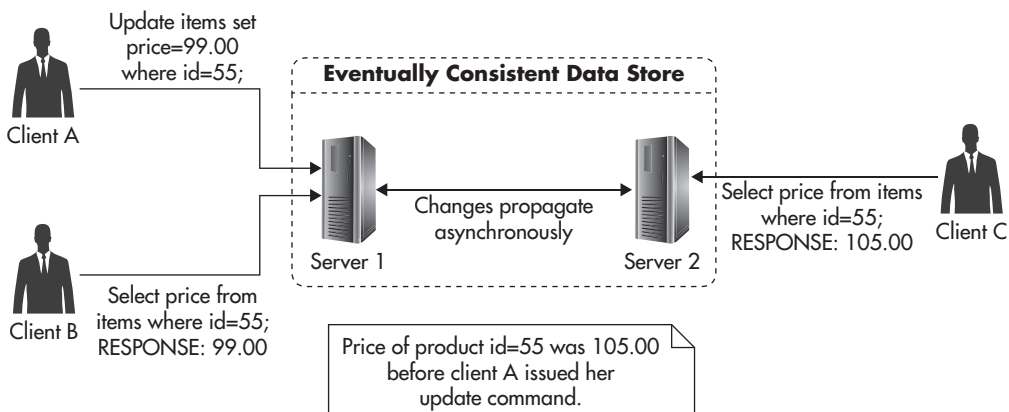 Update items set
price=99.00
where id=55;
Client A
Eventually Consistent Data Store
Server 1
Changes propagate
asynchronously
Server 2
Select price from items
where id=55;
RESPONSE: 105.00
Client C
Client B
Select price from
items where id=55;
RESPONSE: 99.00
Price of product id=55 was 105.00
before client A issued her
update command.